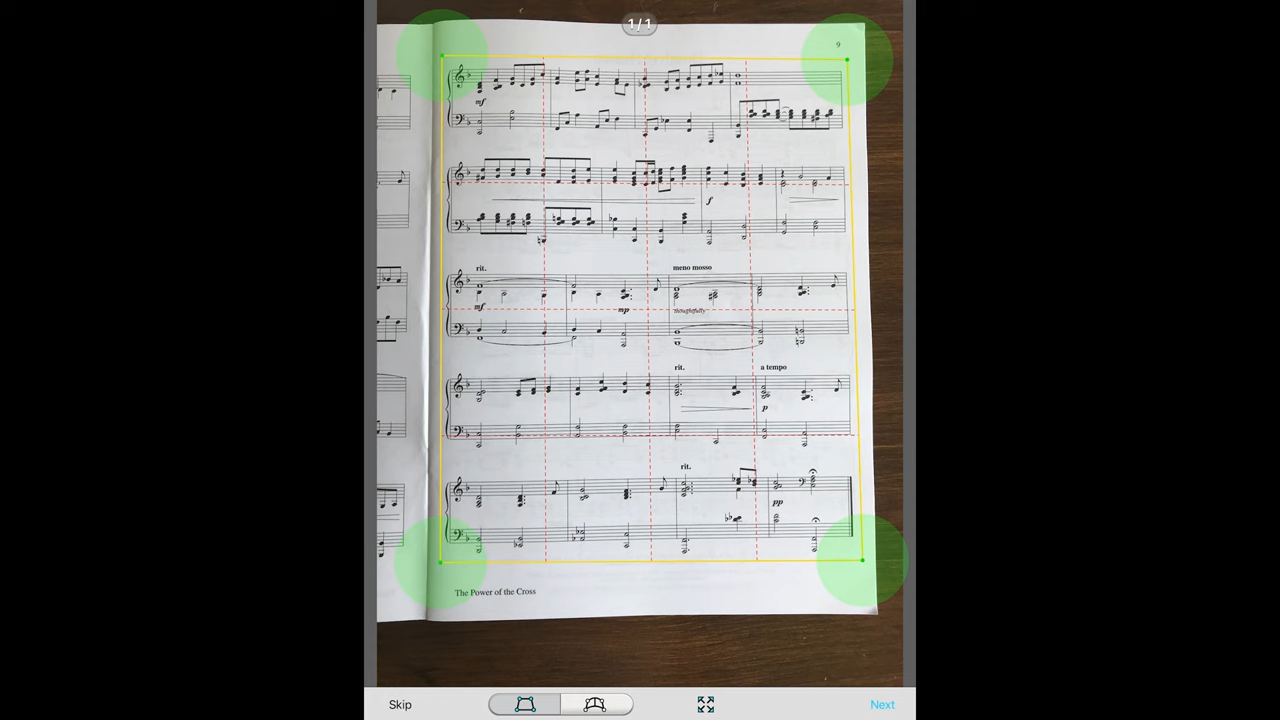 1/1
9
mf
f
rit.
meno mosso
mf
mp
thoughtfully
rit.
a tempo
p
rit.
pp
The Power of the Cross
Skip
Next